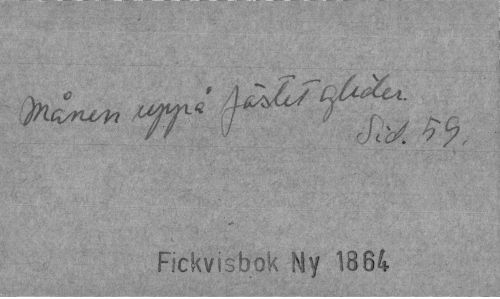 Månen uppå fästet glider.
Sid. 59.
Fickvisbok Ny 1864